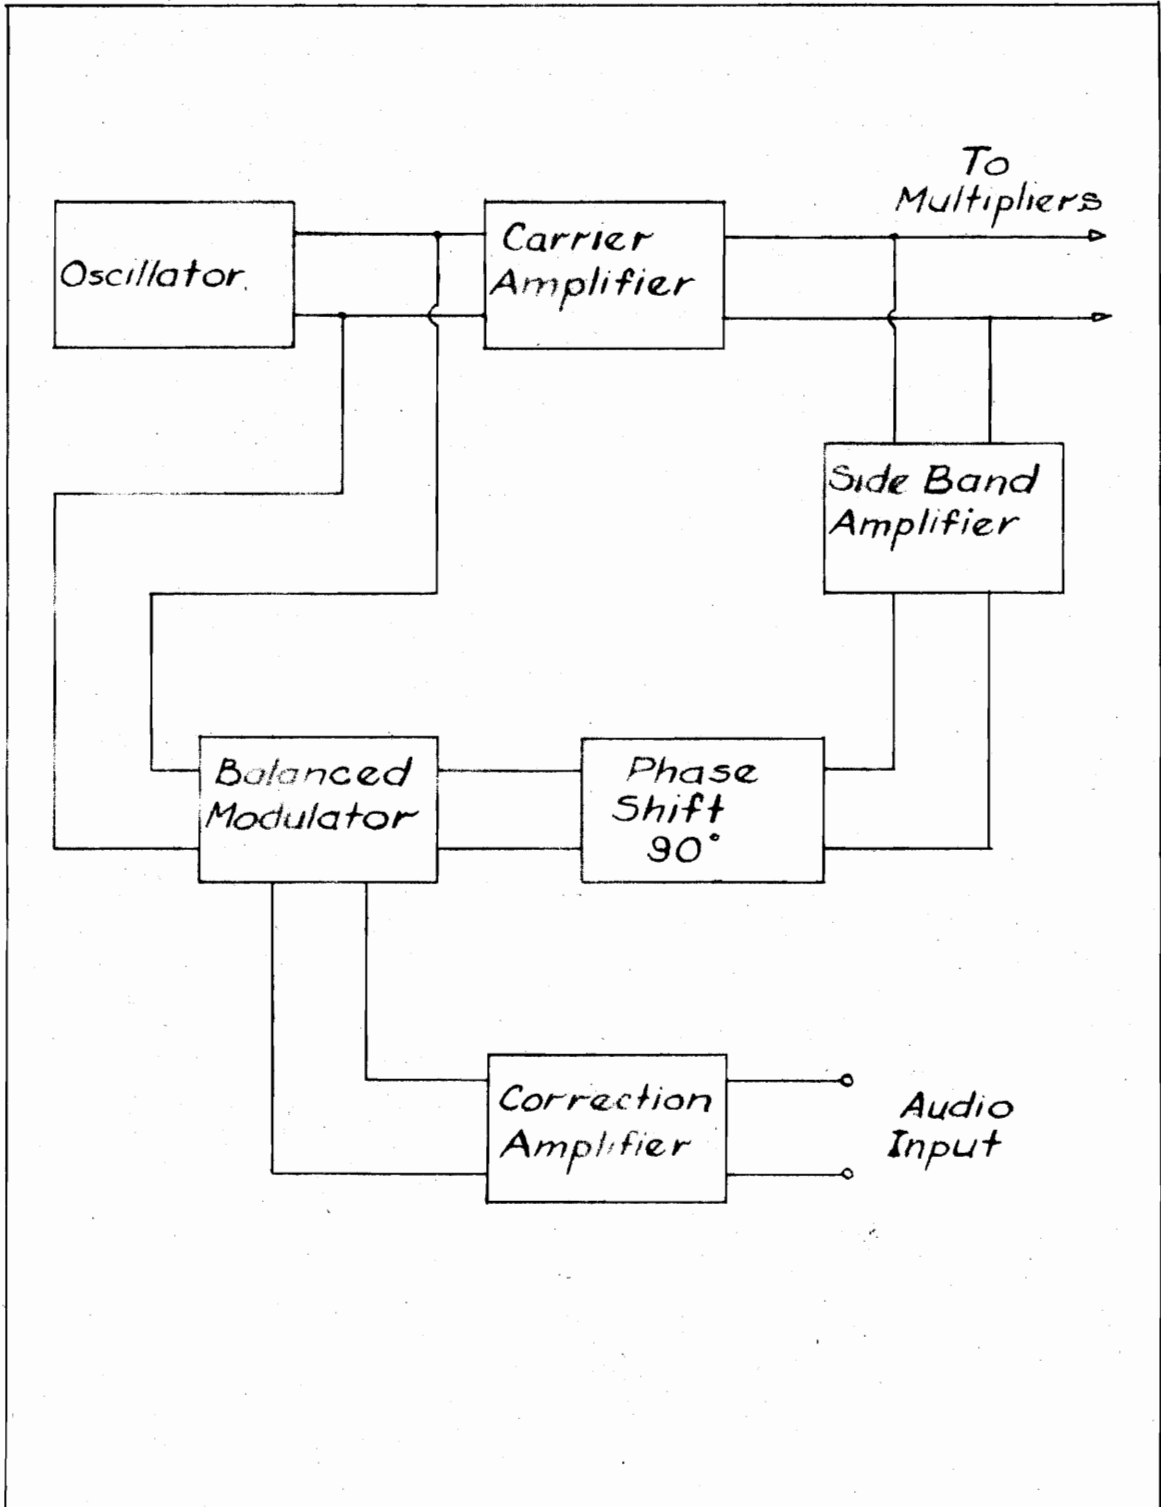 To
Multipliers
Oscillator.
Carrier
Amplifier
Side Band
Amplifier
Balanced
Modulator
Phase
Shift
90°
Correction
Amplifier
Audio
Input